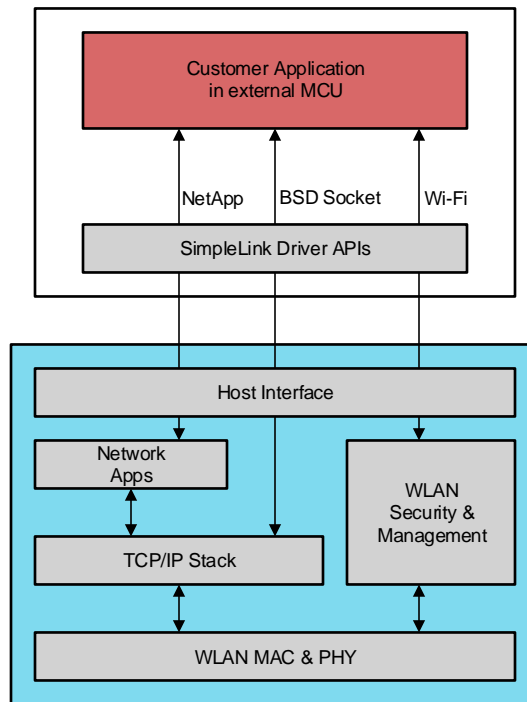 Customer Application
in external MCU
NetApp
BSD Socket
Wi-Fi
SimpleLink Driver APIs
Host Interface
Network
Apps
WLAN
Security &
Management
TCP/IP Stack
WLAN MAC & PHY